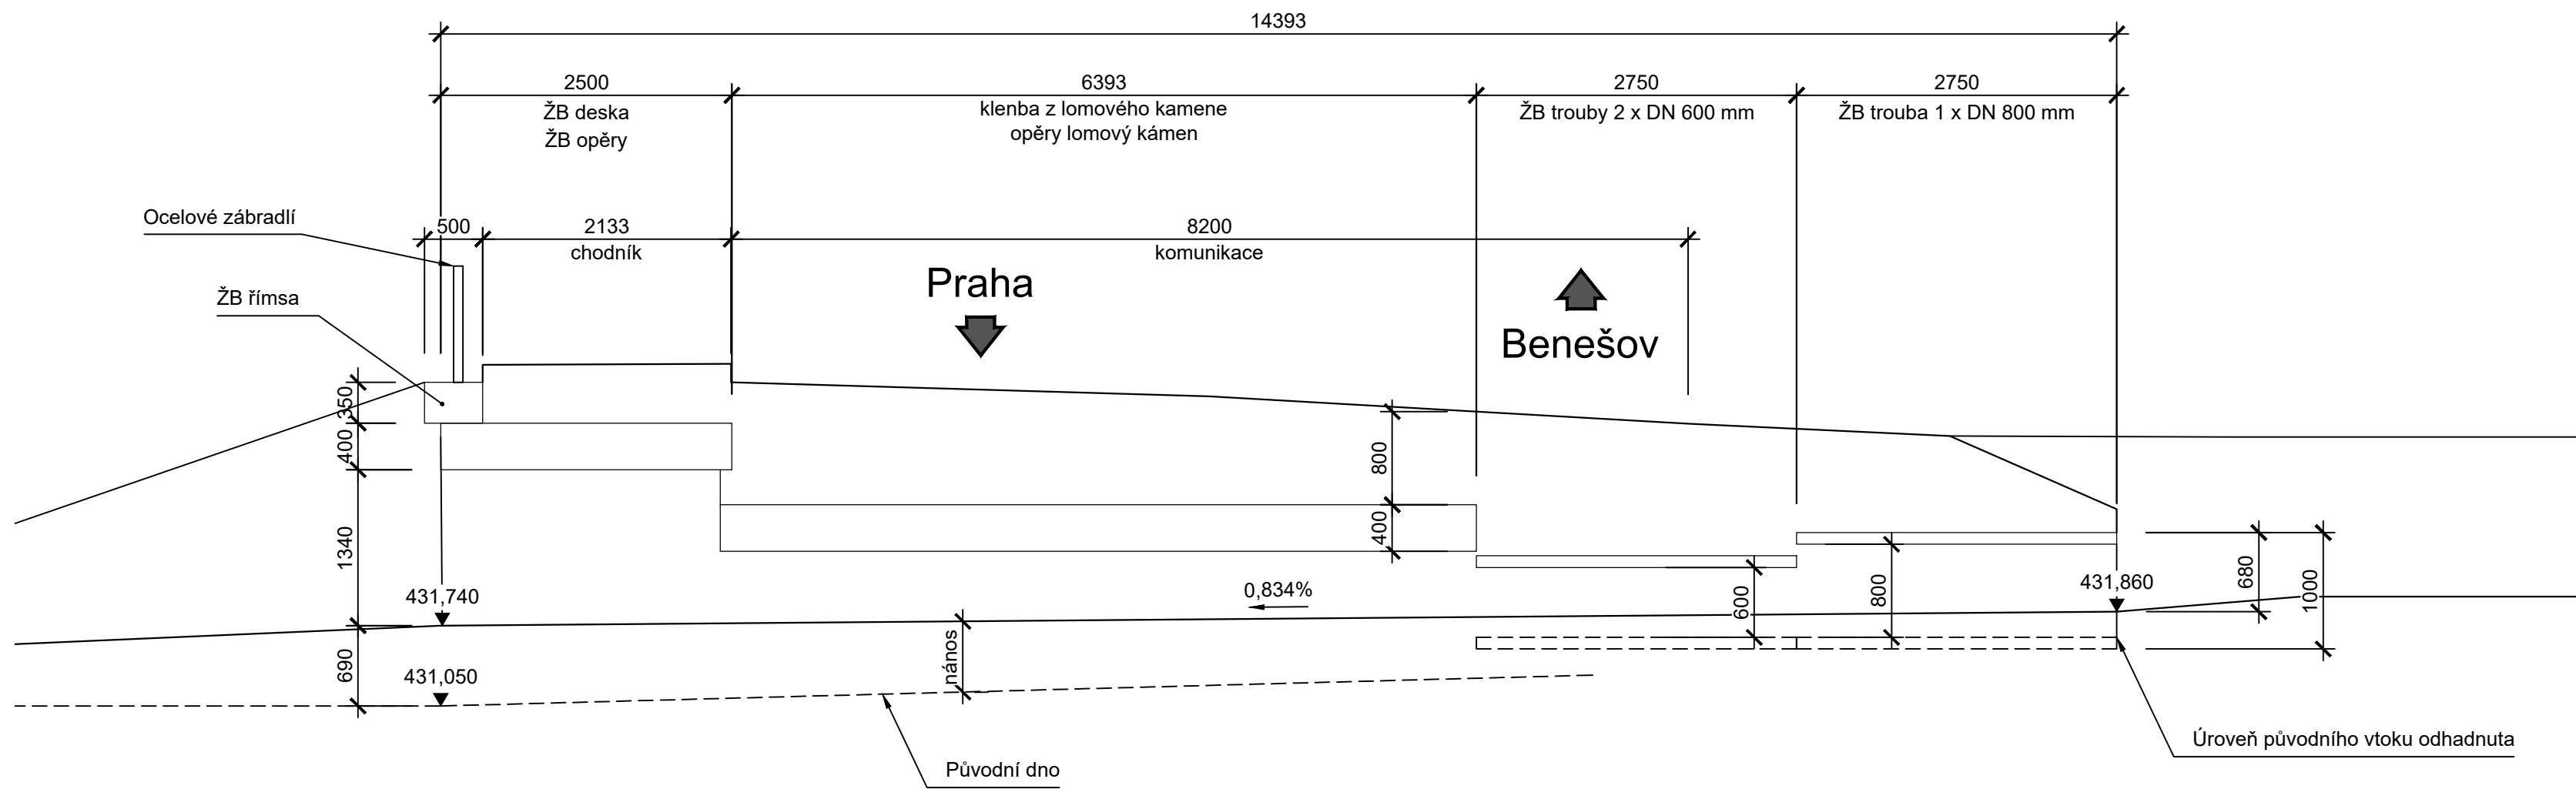 14393
2500
6393
2750
2750
ŽB deska
ŽB opěry
klenba z lomového kamene
opěry lomový kámen
ŽB trouby 2 x DN 600 mm
ŽB trouba 1 x DN 800 mm
Ocelové zábradlí
500
2133
8200
chodník
komunikace
ŽB římsa
Praha
Benešov
350
400
1340
690
800
400
600
800
680
1000
431,740
0,834%
431,860
nános
431,050
Původní dno
Úroveň původního vtoku odhadnuta